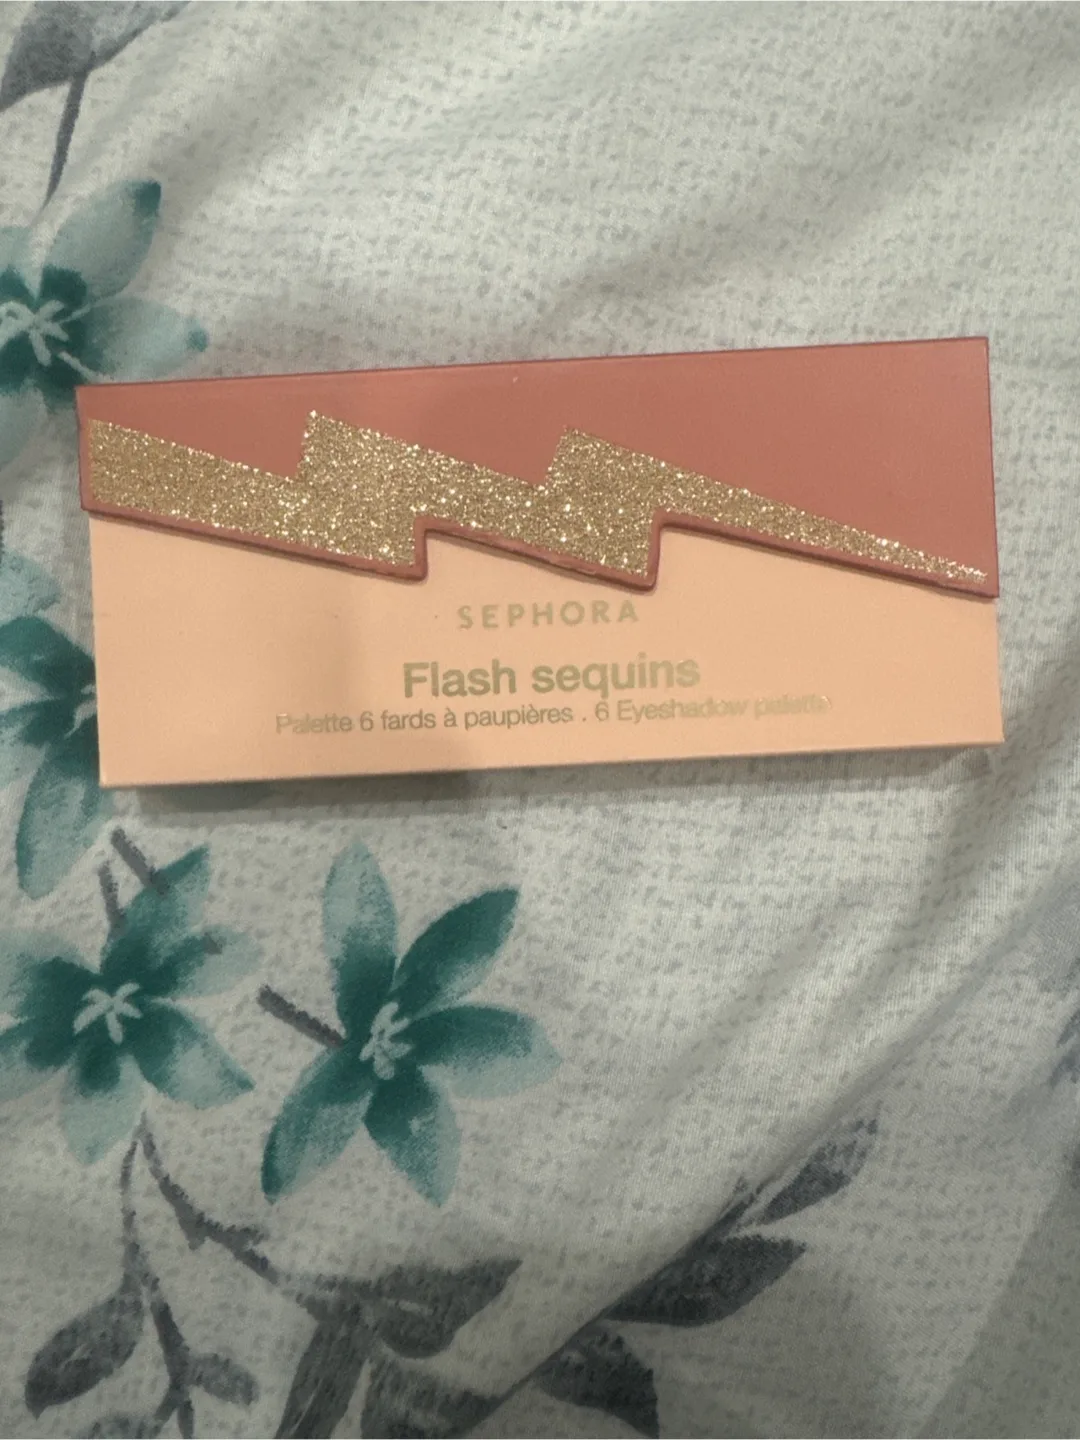 SEPHORA
Flash sequins
Palette 6 fards à paupières . 6 Eyeshadow palette